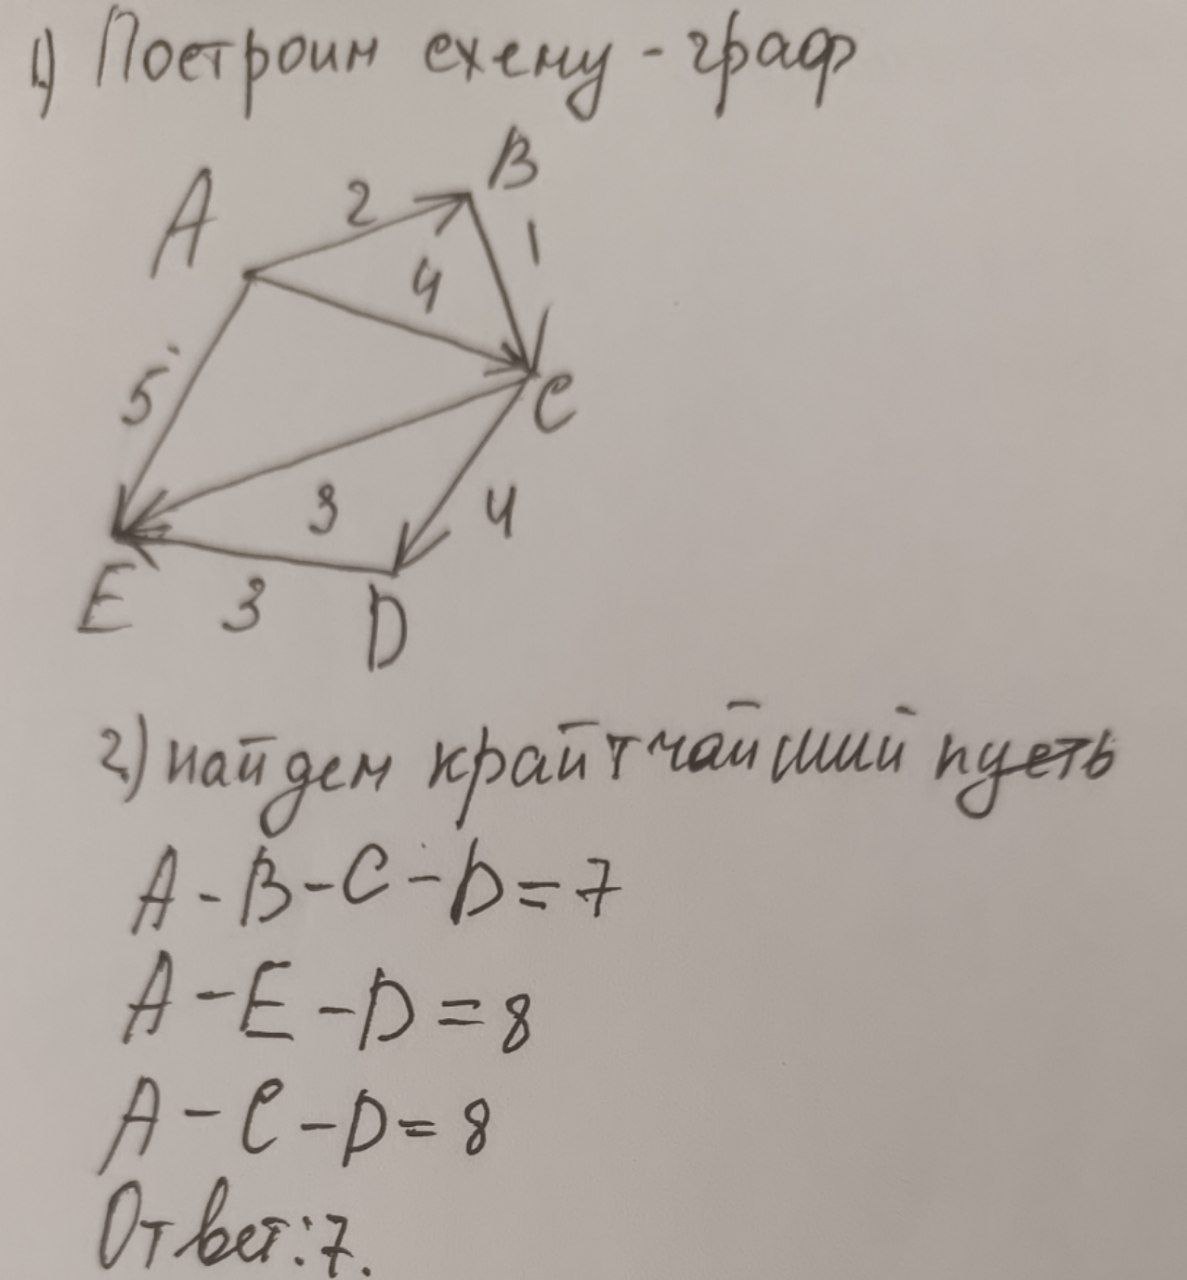 1) Построим схему - граф
B
A
2
1
4
5
C
3
4
E
3
D
2) найдем крайтчайший путь
A - B - C - D = 7
A - E - D = 8
A - C - D = 8
Ответ: 7.